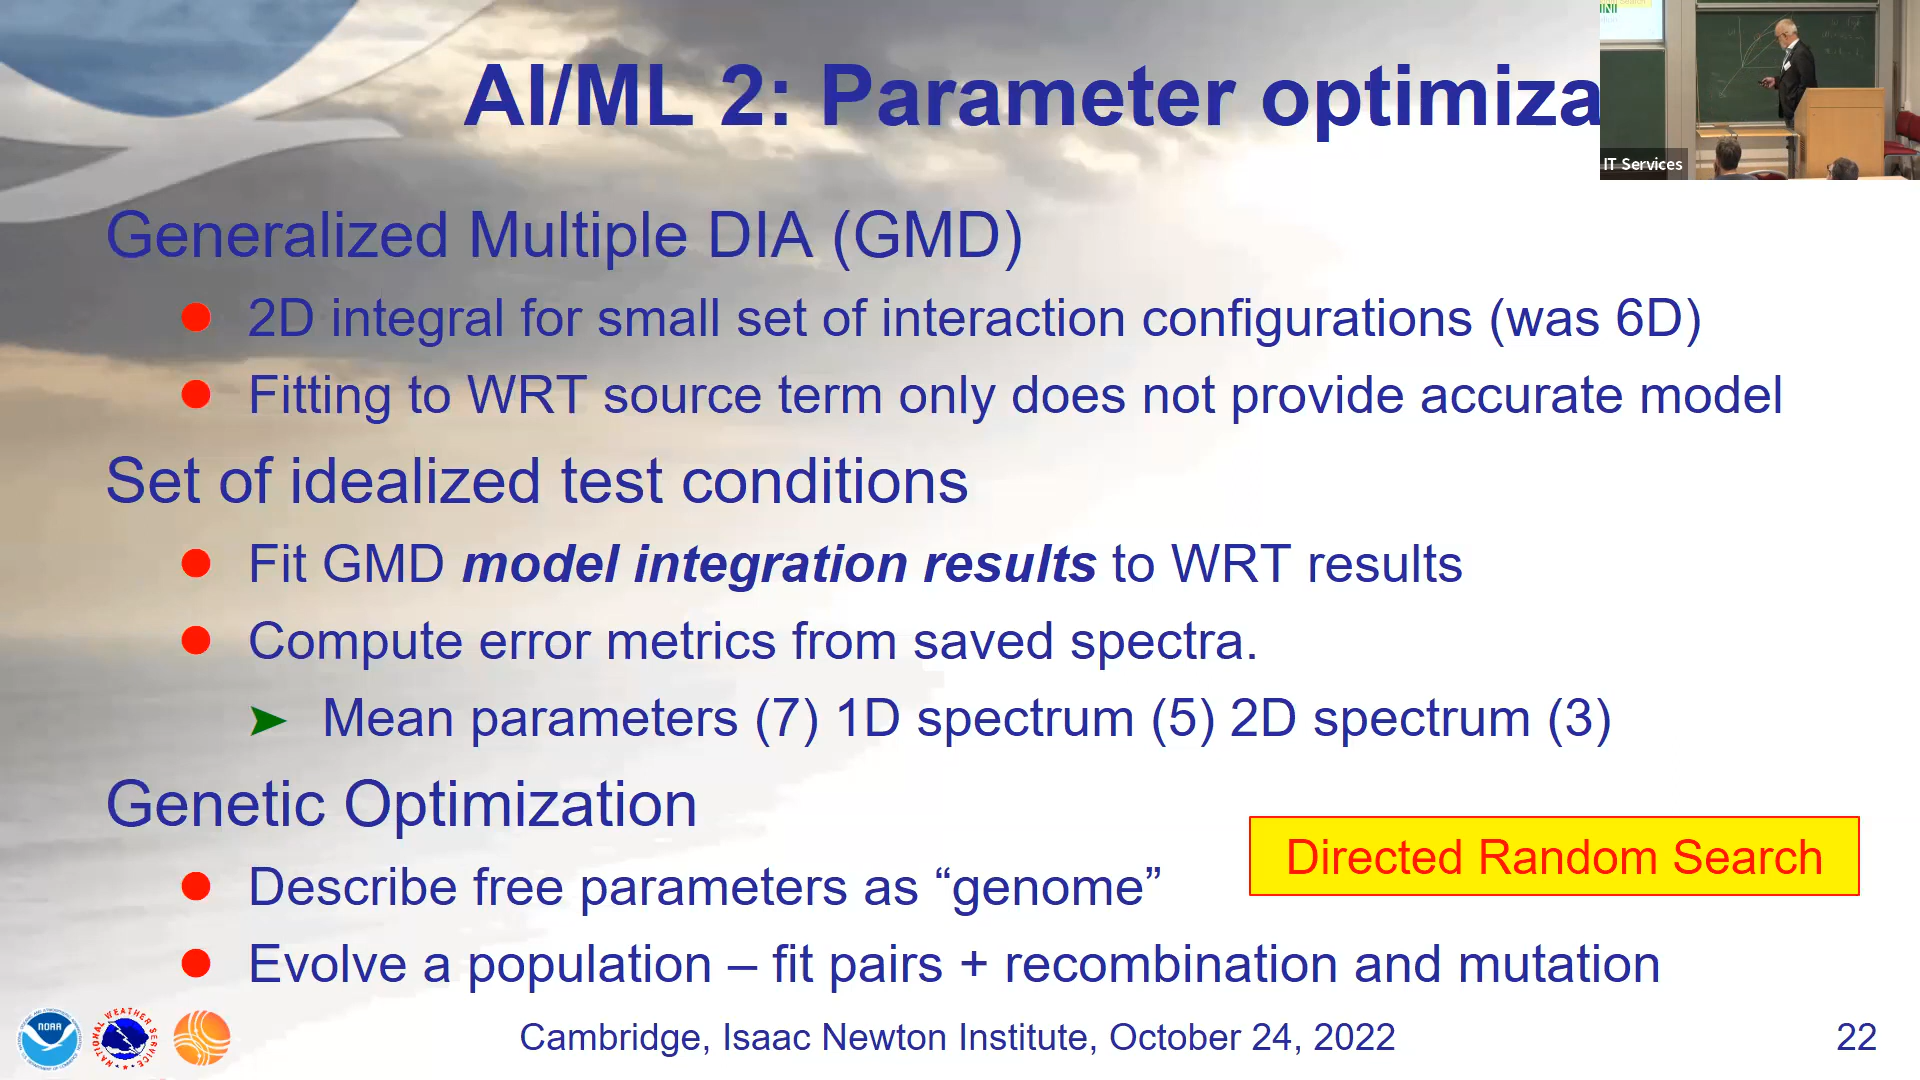 AI/ML 2: Parameter optimiza
IT Services
Generalized Multiple DIA (GMD)
2D integral for small set of interaction configurations (was 6D)
Fitting to WRT source term only does not provide accurate model
Set of idealized test conditions
Fit GMD model integration results to WRT results
Compute error metrics from saved spectra.
Mean parameters (7) 1D spectrum (5) 2D spectrum (3)
Genetic Optimization
Directed Random Search
Describe free parameters as “genome”
Evolve a population – fit pairs + recombination and mutation
NOAA
NATIONAL WEATHER SERVICE
Cambridge, Isaac Newton Institute, October 24, 2022
22